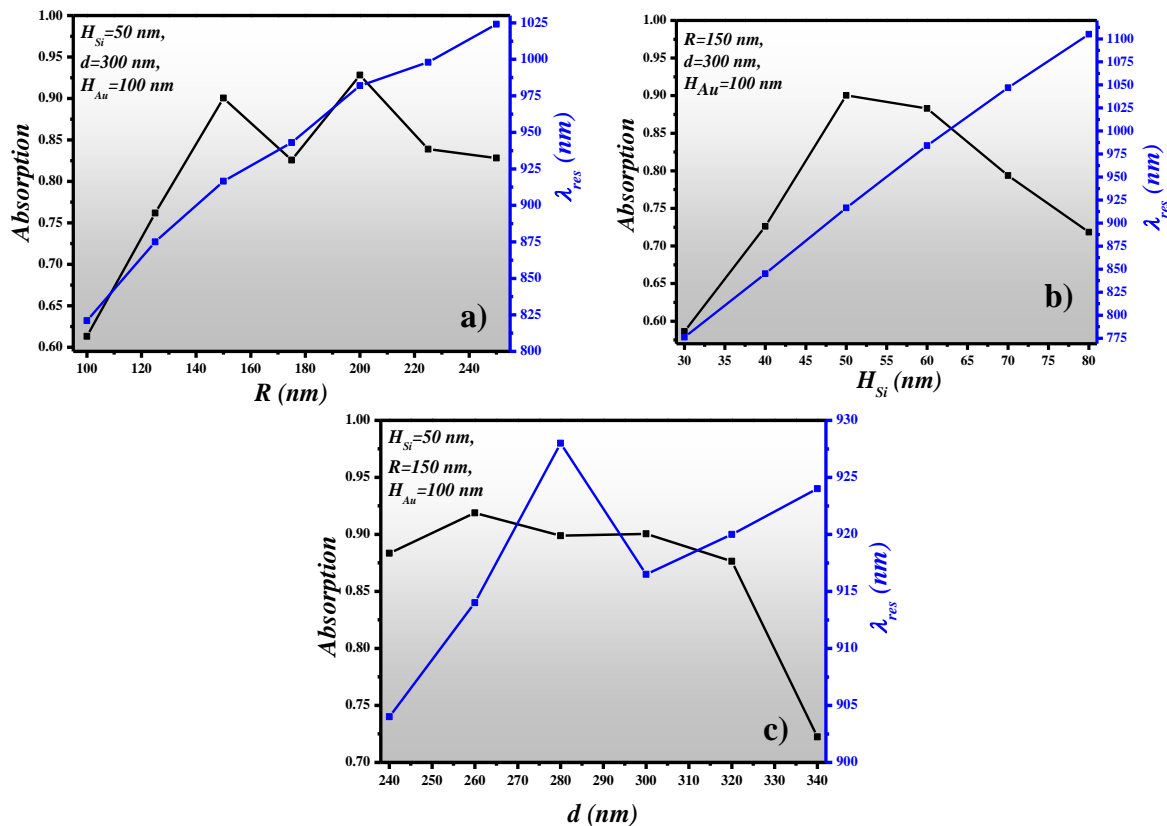 H_Si=50 nm,
d=300 nm,
H_Au=100 nm
a)
Absorption
1.00
0.95
0.90
0.85
0.80
0.75
0.70
0.65
0.60
100 120 140 160 180 200 220 240
R (nm)
1025
1000
975
950
925
900
875
850
825
800
λ_res (nm)
R=150 nm,
d=300 nm
H_Au=100 nm
b)
Absorption
1.00
0.95
0.90
0.85
0.80
0.75
0.70
0.65
0.60
30 35 40 45 50 55 60 65 70 75 80
H_Si (nm)
1100
1075
1050
1025
1000
975
950
925
900
875
850
825
800
775
λ_res (nm)
H_Si=50 nm,
R=150 nm,
H_Au=100 nm
c)
Absorption
1.00
0.95
0.90
0.85
0.80
0.75
0.70
240 250 260 270 280 290 300 310 320 330 340
d (nm)
930
925
920
915
910
905
900
λ_res (nm)